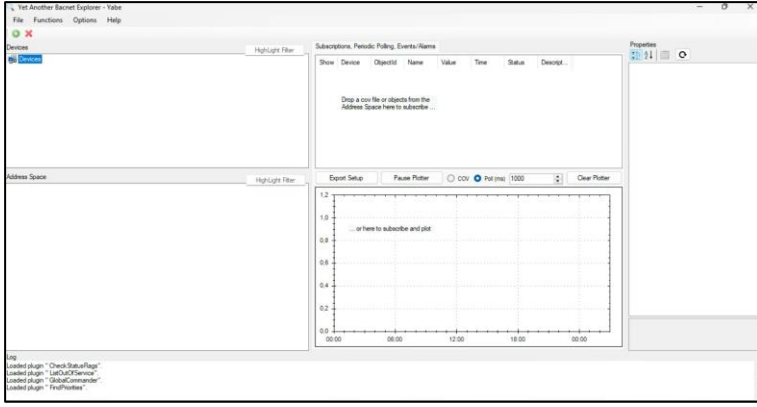 Yet Another Bacnet Explorer - Yabe
File Functions Options Help
Devices
HighLight Filter
Devices
Subscriptions, Periodic Polling, Events/Alarms
Show Device ObjectId Name Value Time Status Descript...
Drop a cov file or objects from the
Address Space here to subscribe ...
Properties
Address Space
HighLight Filter
Export Setup Pause Plotter COV Poll (ms) 1000 Clear Plotter
1,2
1,0
... or here to subscribe and plot
0,8
0,6
0,4
0,2
0,0
00:00 06:00 12:00 18:00 00:00
Log
Loaded plugin " CheckStatusFlags".
Loaded plugin " ListOutOfService".
Loaded plugin " GlobalCommander".
Loaded plugin " FindPriorities".